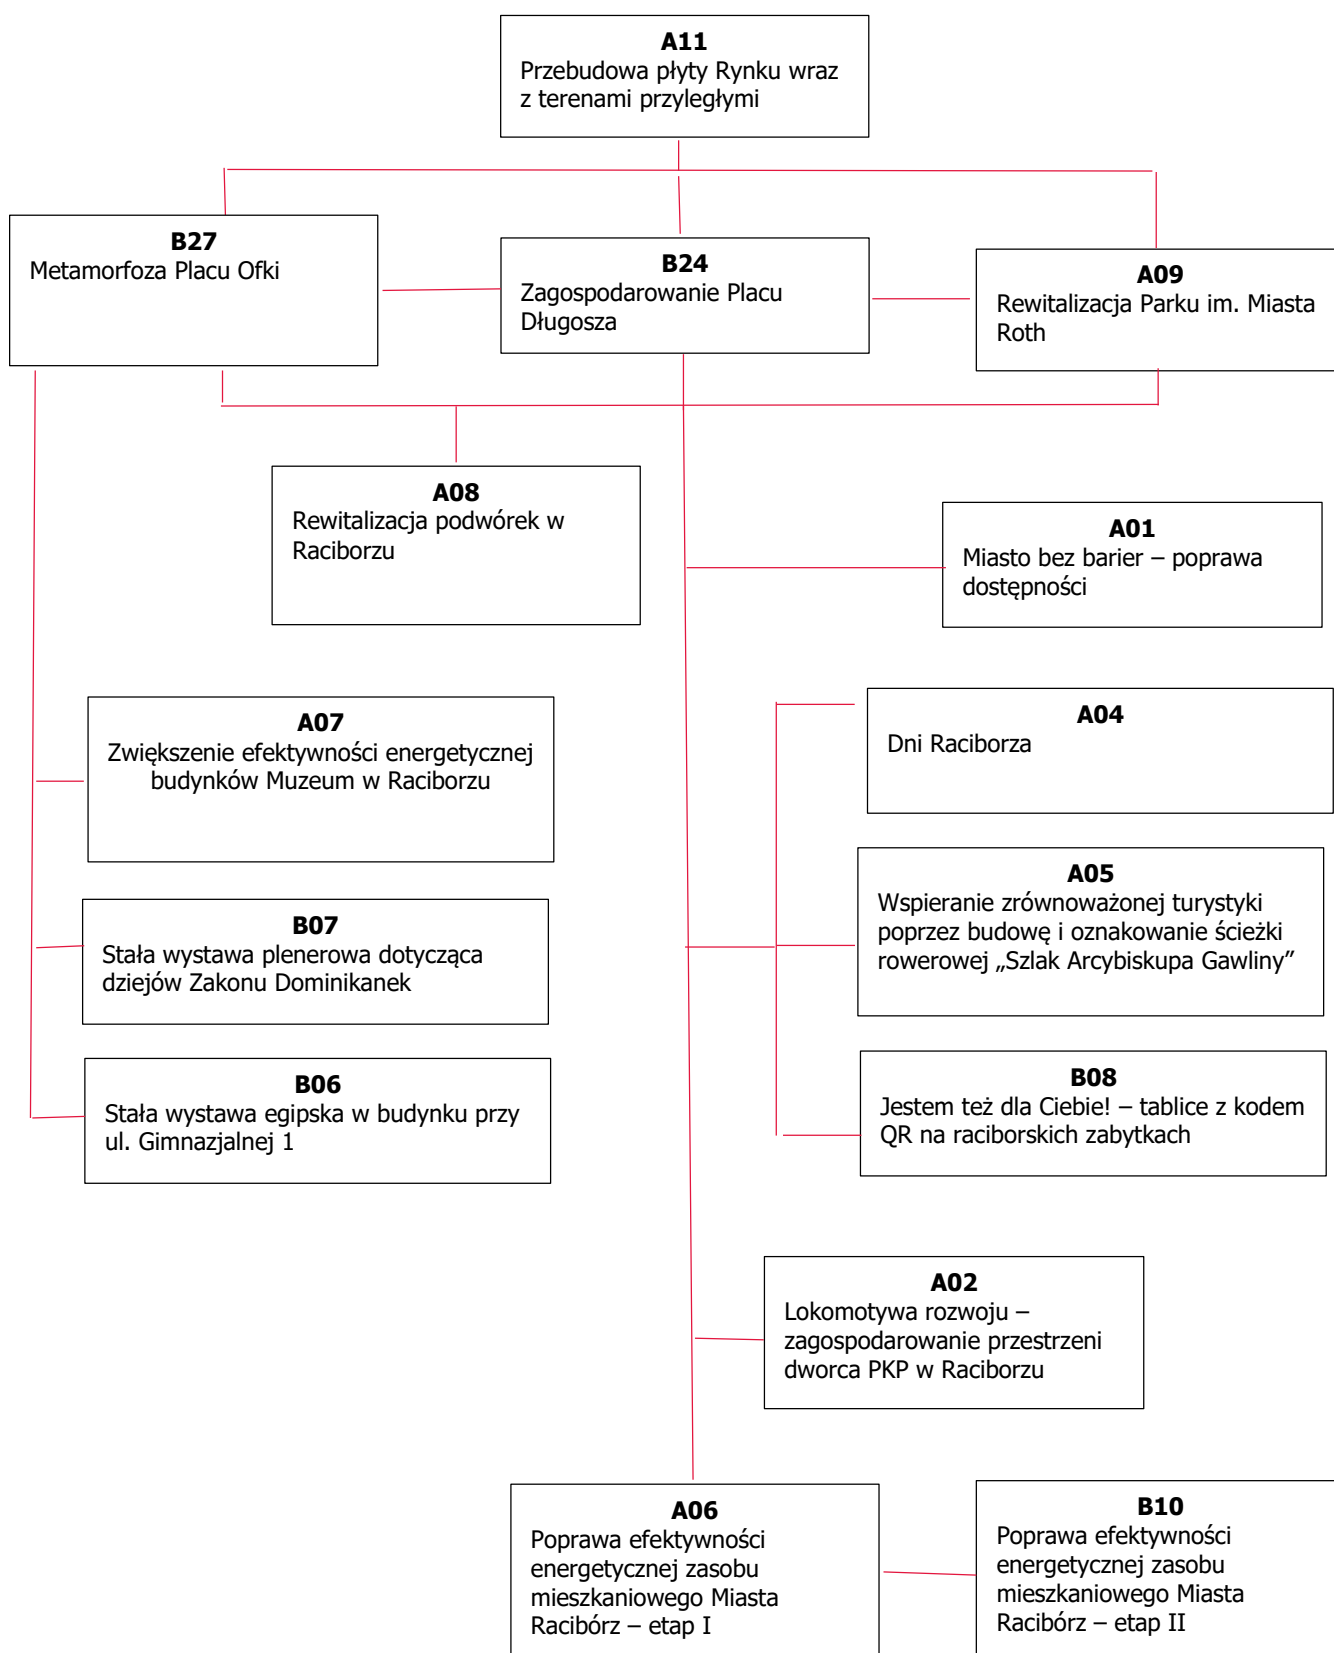 A11
Przebudowa płyty Rynku wraz
z terenami przyległymi
B27
Metamorfoza Placu Ofki
B24
Zagospodarowanie Placu
Długosza
A09
Rewitalizacja Parku im. Miasta
Roth
A08
Rewitalizacja podwórek w
Raciborzu
A01
Miasto bez barier – poprawa
dostępności
A07
Zwiększenie efektywności energetycznej
budynków Muzeum w Raciborzu
A04
Dni Raciborza
A05
Wspieranie zrównoważonej turystyki
poprzez budowę i oznakowanie ścieżki
rowerowej „Szlak Arcybiskupa Gawliny”
B07
Stała wystawa plenerowa dotycząca
dziejów Zakonu Dominikanek
B06
Stała wystawa egipska w budynku przy
ul. Gimnazjalnej 1
B08
Jestem też dla Ciebie! – tablice z kodem
QR na raciborskich zabytkach
A02
Lokomotywa rozwoju –
zagospodarowanie przestrzeni
dworca PKP w Raciborzu
A06
Poprawa efektywności
energetycznej zasobu
mieszkaniowego Miasta
Racibórz – etap I
B10
Poprawa efektywności
energetycznej zasobu
mieszkaniowego Miasta
Racibórz – etap II